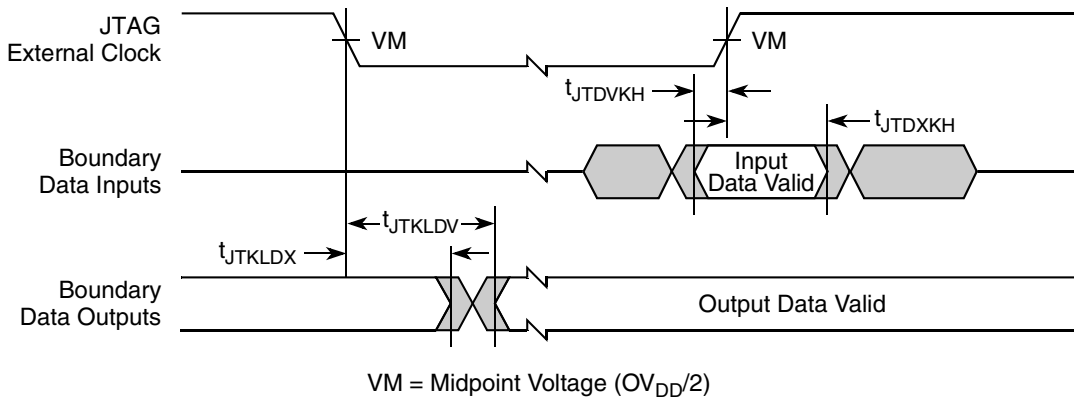 JTAG
External Clock
VM
VM
tJTDVKH
tJTDXKH
Boundary
Data Inputs
Input
Data Valid
tJTKLDV
tJTKLDX
Boundary
Data Outputs
Output Data Valid
VM = Midpoint Voltage (OVDD/2)